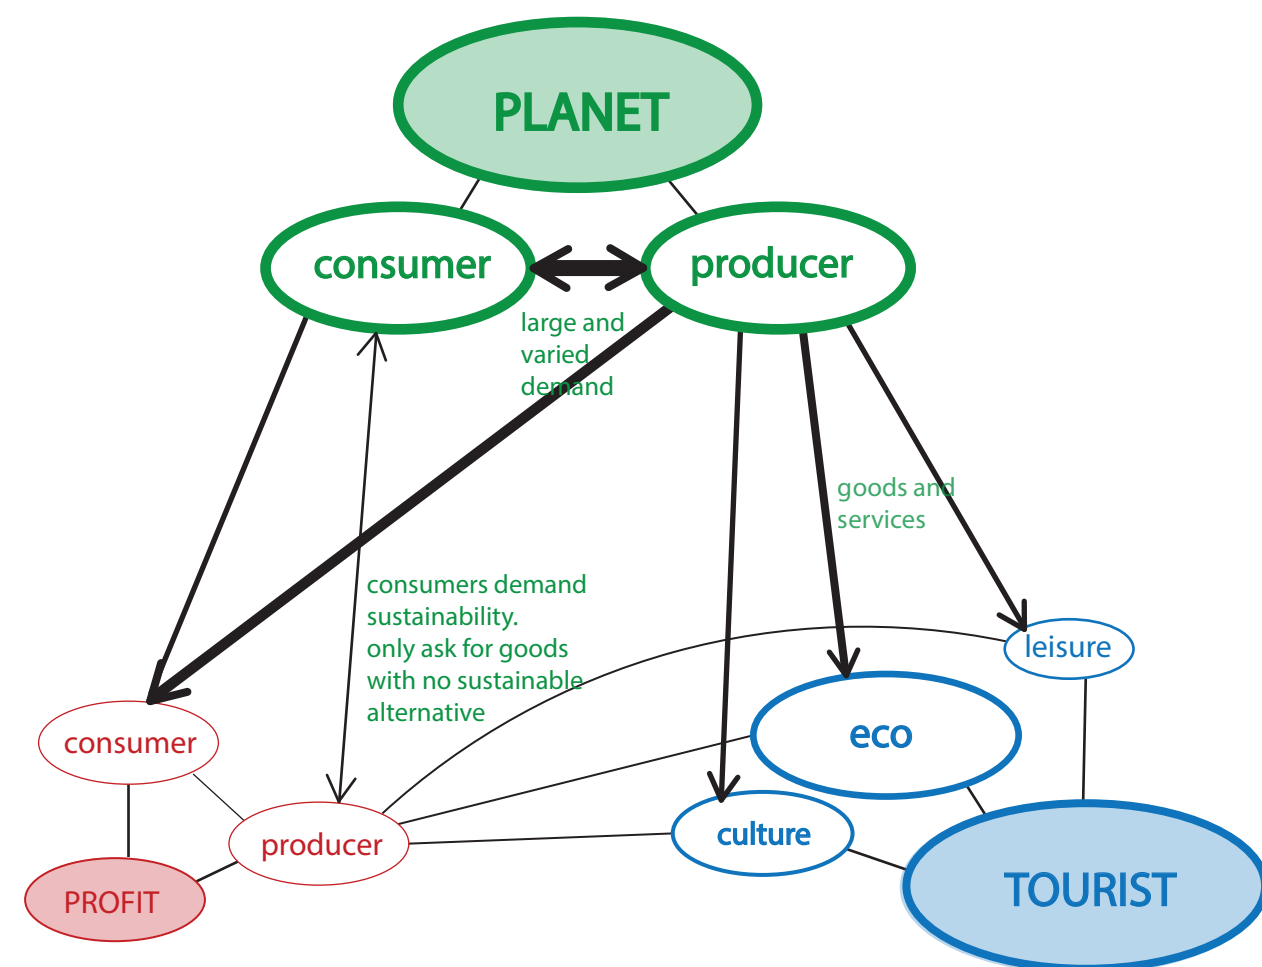 PLANET
consumer
producer
large and
varied
demand
goods and
services
consumers demand
sustainability.
only ask for goods
with no sustainable
alternative
leisure
consumer
eco
producer
culture
PROFIT
TOURIST